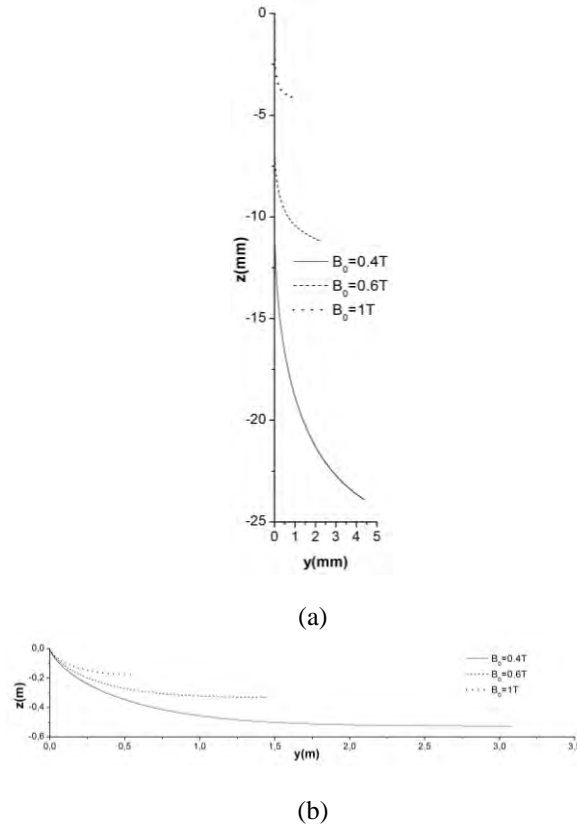 0
-5
-10
-15
-20
-25
z(mm)
B₀=0.4T
B₀=0.6T
B₀=1T
0 1 2 3 4 5
y(mm)
(a)
0,0
-0,2
-0,4
-0,6
z(m)
B₀=0.4T
B₀=0.6T
B₀=1T
0,0 0,5 1,0 1,5 2,0 2,5 3,0 3,5
y(m)
(b)